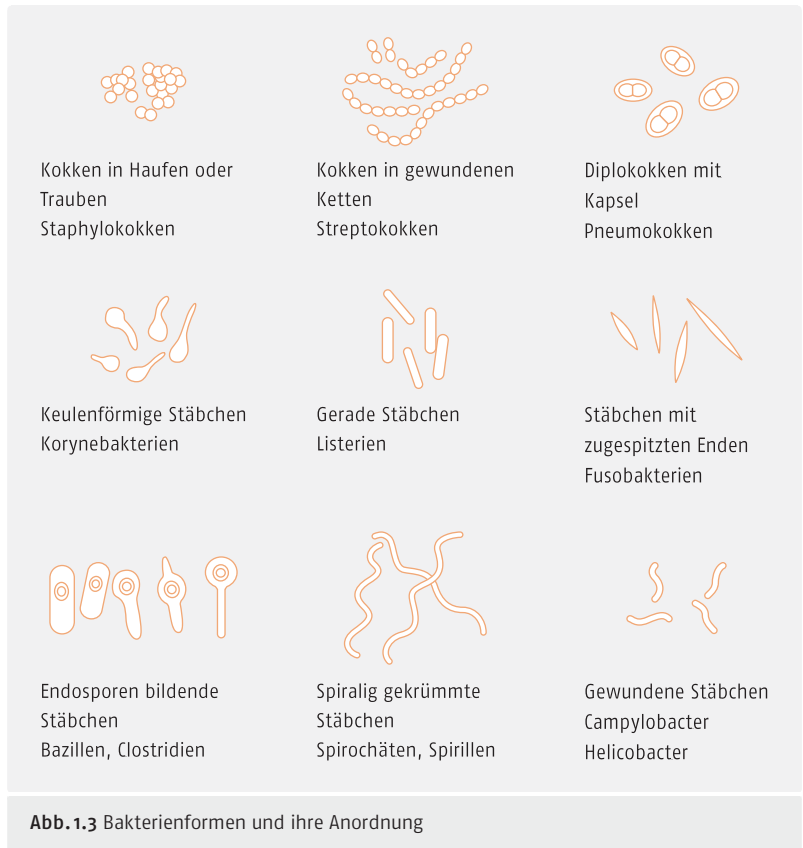 Kokken in Haufen oder
Trauben
Staphylokokken
Kokken in gewundenen
Ketten
Streptokokken
Diplokokken mit
Kapsel
Pneumokokken
Keulenförmige Stäbchen
Korynebakterien
Gerade Stäbchen
Listerien
Stäbchen mit
zugespitzten Enden
Fusobakterien
Endosporen bildende
Stäbchen
Bazillen, Clostridien
Spiralig gekrümmte
Stäbchen
Spirochäten, Spirillen
Gewundene Stäbchen
Campylobacter
Helicobacter
Abb.1.3 Bakterienformen und ihre Anordnung